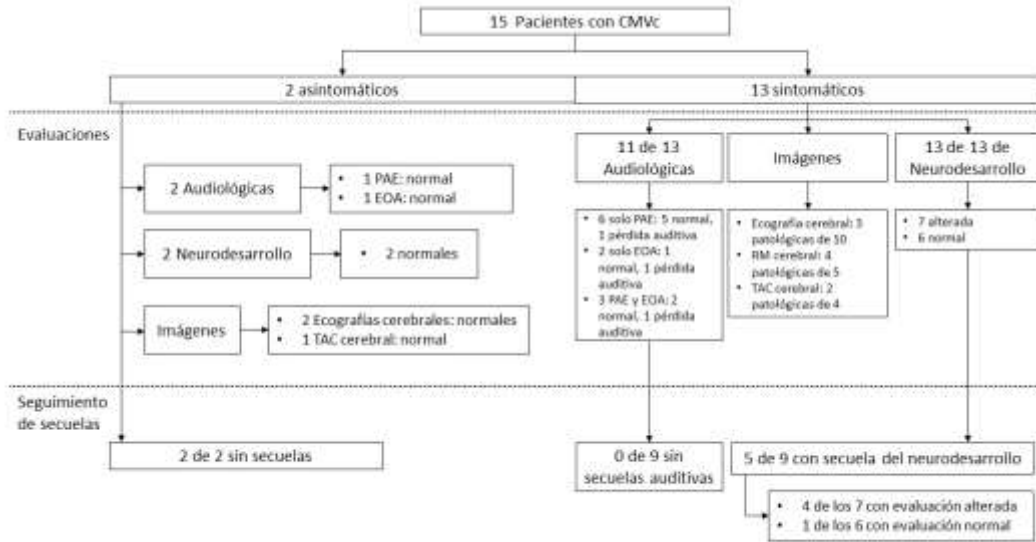 15 Pacientes con CMVc
2 asintomáticos
13 sintomáticos
Evaluaciones
2 Audiológicas
• 1 PAE: normal
• 1 EOA: normal
2 Neurodesarrollo
• 2 normales
Imágenes
• 2 Ecografías cerebrales: normales
• 1 TAC cerebral: normal
11 de 13
Audiológicas
• 6 solo PAE: 5 normal,
1 pérdida auditiva
• 2 solo EOA: 1
normal, 1 pérdida
auditiva
• 3 PAE y EOA: 2
normal, 1 pérdida
auditiva
Imágenes
• Ecografía cerebral: 3
patológicas de 10
• RM cerebral: 4
patológicas de 5
• TAC cerebral: 2
patológicas de 4
13 de 13 de
Neurodesarrollo
• 7 alterada
• 6 normal
Seguimiento
de secuelas
2 de 2 sin secuelas
0 de 9 sin
secuelas auditivas
5 de 9 con secuela del neurodesarrollo
• 4 de los 7 con evaluación alterada
• 1 de los 6 con evaluación normal